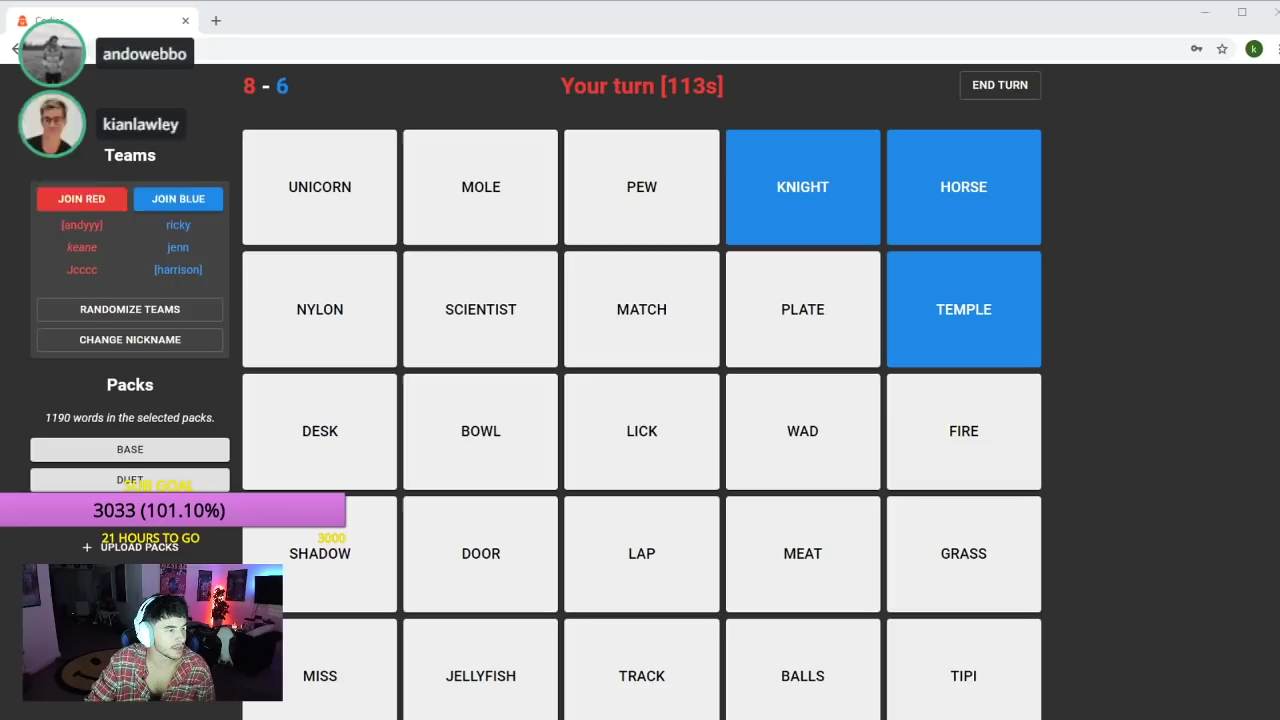 andowebbo
kianlawley
8 - 6
Your turn [113s]
END TURN
Teams
JOIN RED
JOIN BLUE
[andyyy]
ricky
keane
jenn
Jcccc
[harrison]
RANDOMIZE TEAMS
CHANGE NICKNAME
Packs
1190 words in the selected packs.
BASE
DUET
SUB GOAL
3033 (101.10%)
21 HOURS TO GO
3000
+ UPLOAD PACKS
UNICORN
MOLE
PEW
KNIGHT
HORSE
NYLON
SCIENTIST
MATCH
PLATE
TEMPLE
DESK
BOWL
LICK
WAD
FIRE
SHADOW
DOOR
LAP
MEAT
GRASS
MISS
JELLYFISH
TRACK
BALLS
TIPI
k